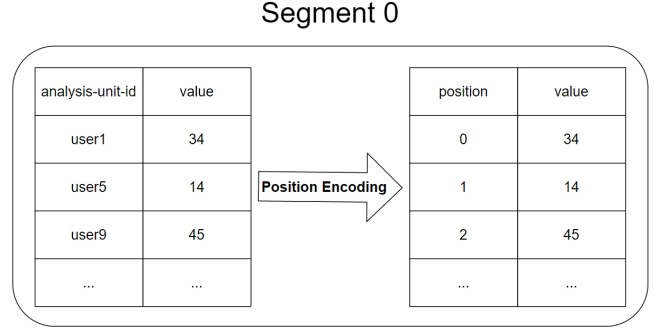 Segment 0
analysis-unit-id value
user1 34
user5 14
user9 45
... ...
Position Encoding
position value
0 34
1 14
2 45
... ...